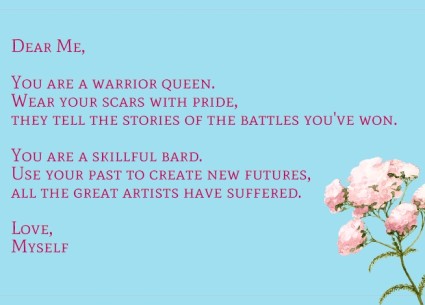 Dear Me,
You are a warrior queen.
Wear your scars with pride,
they tell the stories of the battles you've won.
You are a skillful bard.
Use your past to create new futures,
all the great artists have suffered.
Love,
Myself